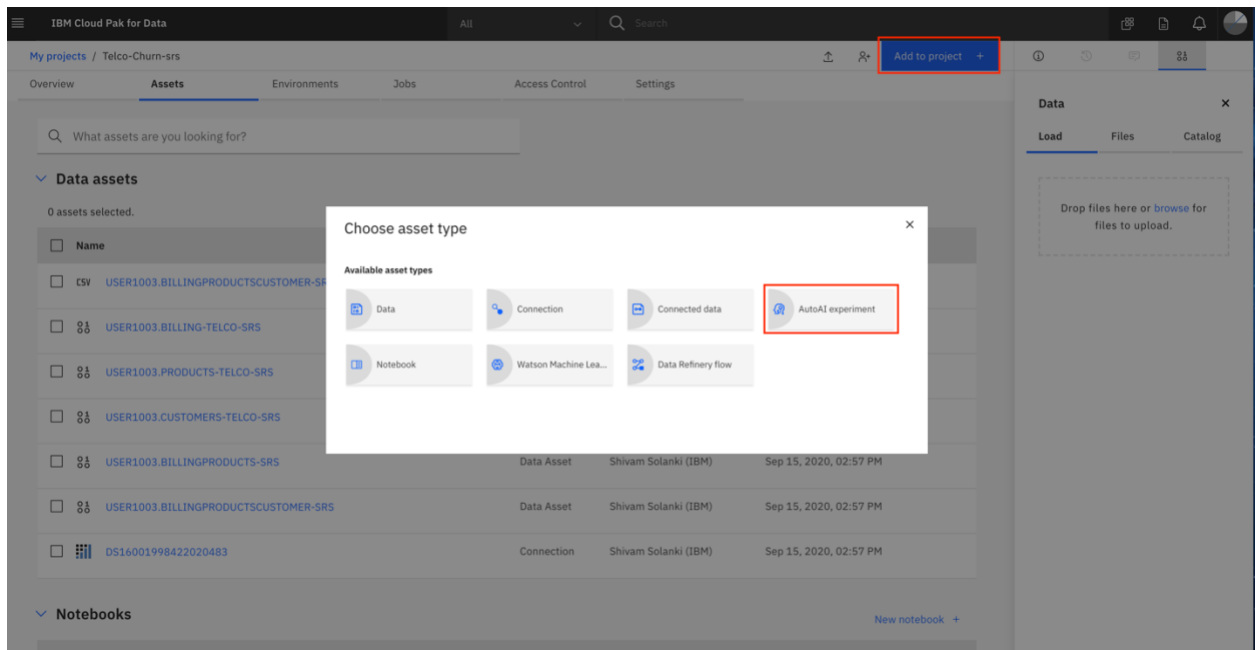 IBM Cloud Pak for Data
All
Search
My projects / Telco-Churn-srs
Add to project +
Overview Assets Environments Jobs Access Control Settings
What assets are you looking for?
Data assets
0 assets selected.
Name
CSV USER1003.BILLINGPRODUCTSCUSTOMER-SR
USER1003.BILLING-TELCO-SRS
USER1003.PRODUCTS-TELCO-SRS
USER1003.CUSTOMERS-TELCO-SRS
USER1003.BILLINGPRODUCTS-SRS Data Asset Shivam Solanki (IBM) Sep 15, 2020, 02:57 PM
USER1003.BILLINGPRODUCTSCUSTOMER-SRS Data Asset Shivam Solanki (IBM) Sep 15, 2020, 02:57 PM
DS16001998422020483 Connection Shivam Solanki (IBM) Sep 15, 2020, 02:57 PM
Notebooks
New notebook +
Choose asset type
Available asset types
Data Connection Connected data AutoAI experiment
Notebook Watson Machine Lea... Data Refinery flow
Data
Load Files Catalog
Drop files here or browse for
files to upload.